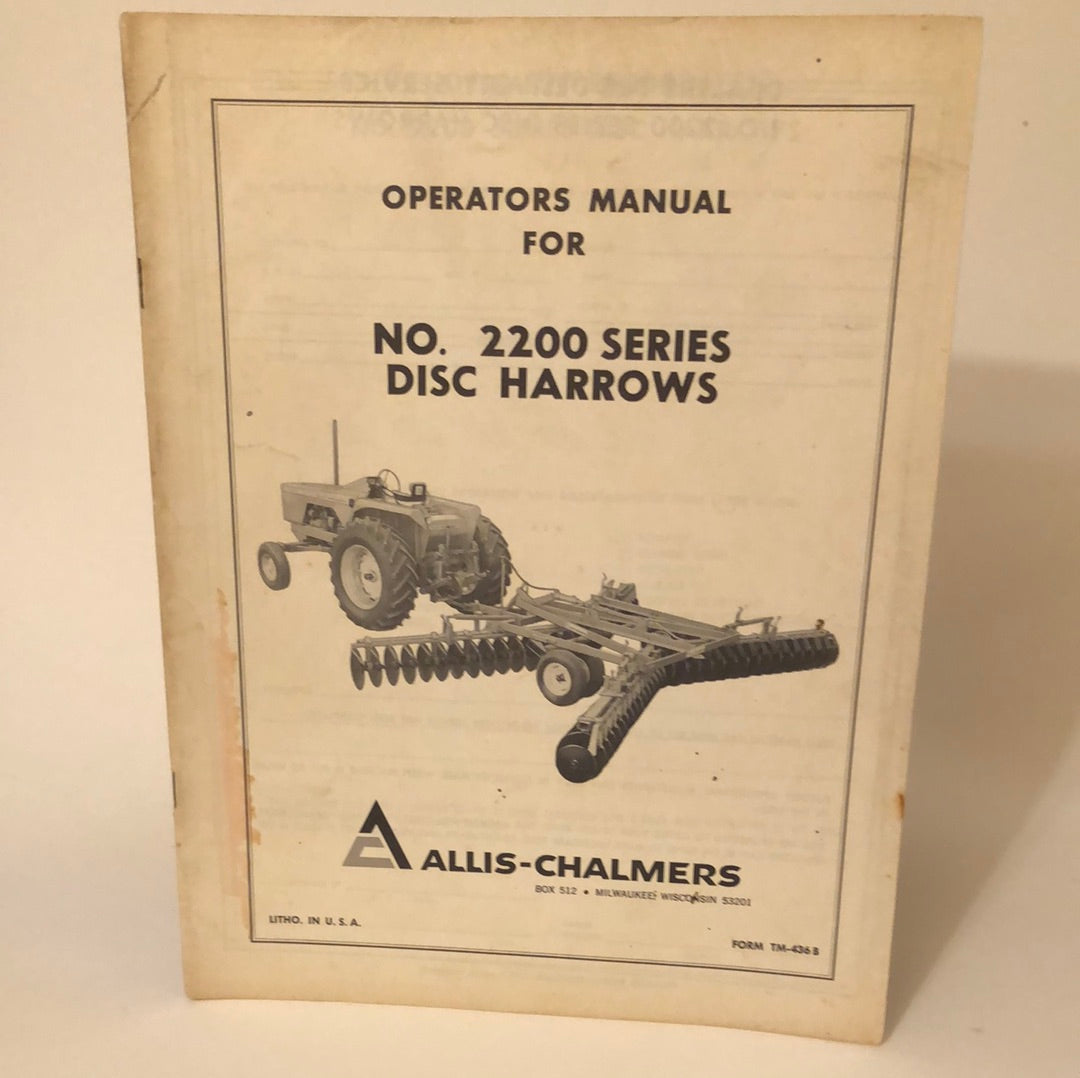 OPERATORS MANUAL
FOR
NO. 2200 SERIES
DISC HARROWS
ALLIS-CHALMERS
BOX 512 • MILWAUKEE, WISCONSIN 53201
LITHO. IN U. S. A.
FORM TM-436B